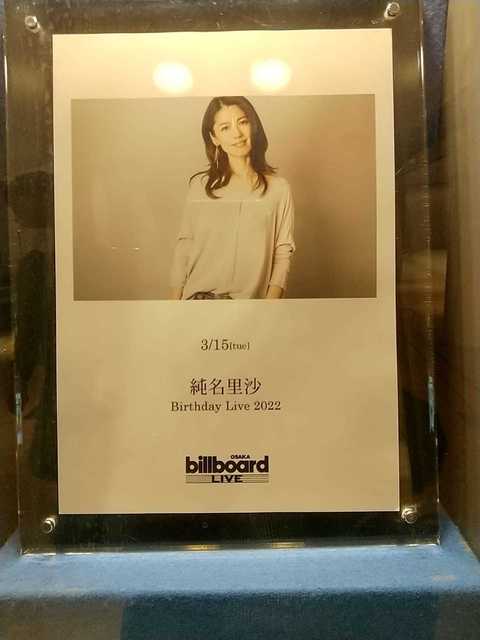 3/15[tue]
純名里沙
Birthday Live 2022
OSAKA
billboard
LIVE